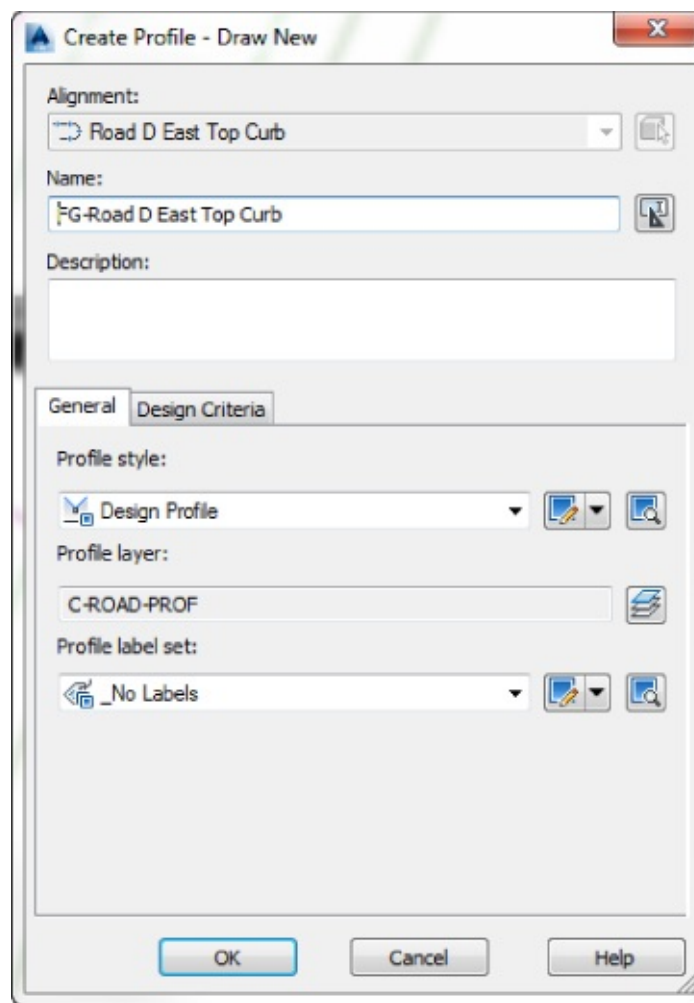 Create Profile - Draw New
Alignment:
Road D East Top Curb
Name:
FG-Road D East Top Curb
Description:
General Design Criteria
Profile style:
Design Profile
Profile layer:
C-ROAD-PROF
Profile label set:
_No Labels
OK Cancel Help